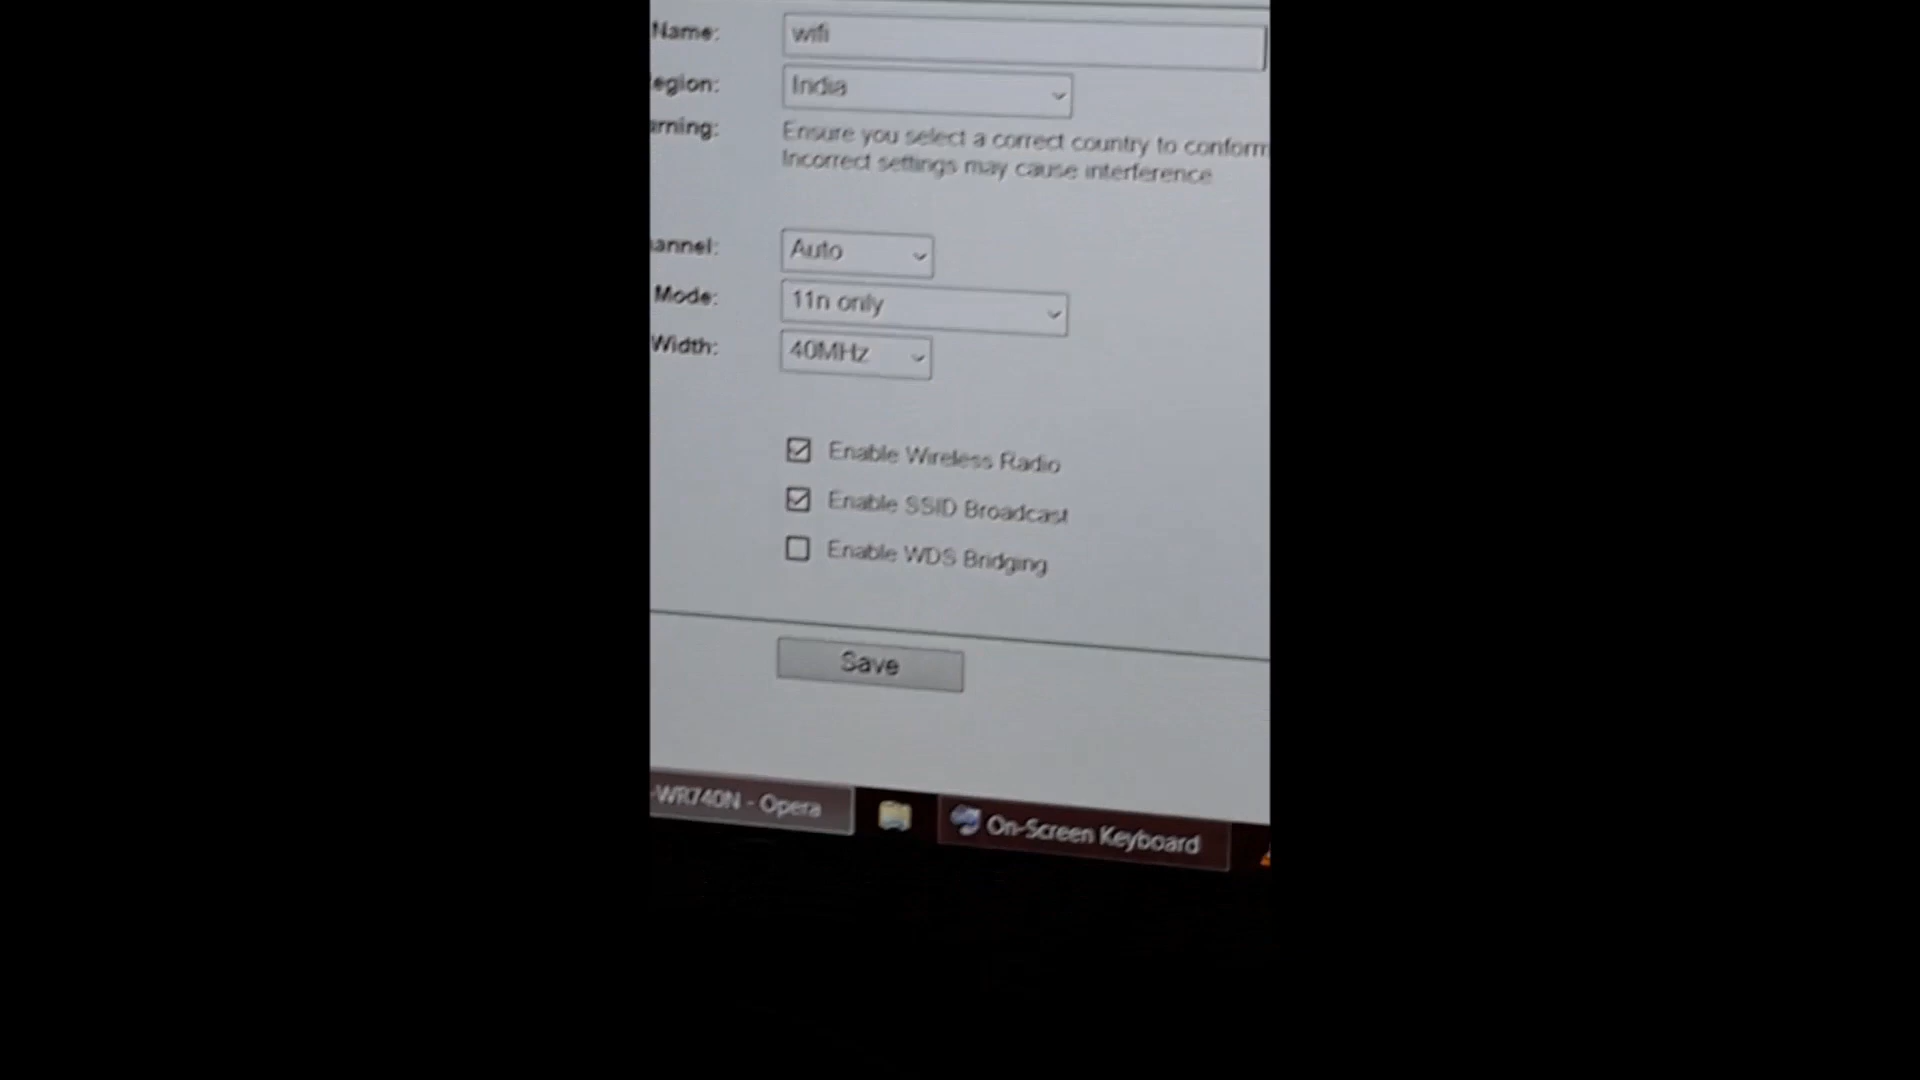 Name: wifi
egion: India
arning: Ensure you select a correct country to conform
Incorrect settings may cause interference
annel: Auto
Mode: 11n only
Width: 40MHz
Enable Wireless Radio
Enable SSID Broadcast
Enable WDS Bridging
Save
-WR740N - Opera
On-Screen Keyboard